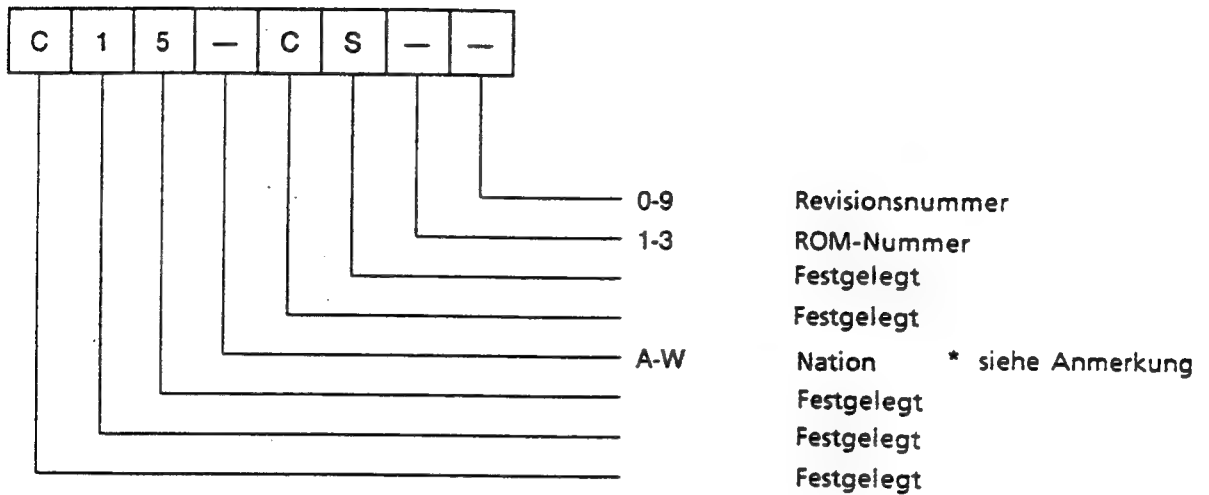 C 1 5 — C S — —
0-9 Revisionsnummer
1-3 ROM-Nummer
Festgelegt
Festgelegt
A-W Nation * siehe Anmerkung
Festgelegt
Festgelegt
Festgelegt